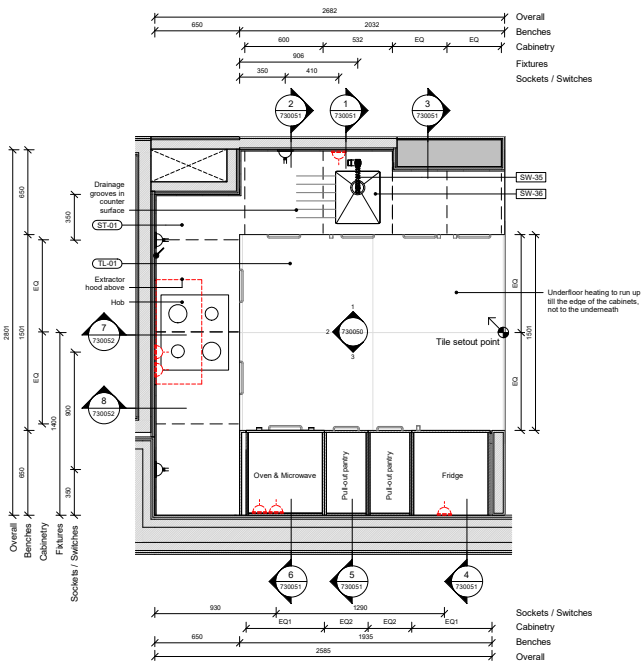 2682
Overall
650
2032
Benches
600
532
EQ
EQ
Cabinetry
906
Fixtures
350
410
Sockets / Switches
2
730051
1
730051
3
730051
SW-35
SW-36
Drainage
grooves in
counter
surface
ST-01
TL-01
Extractor
hood above
Hob
7
730052
8
730052
1
2
730050
3
Underfloor heating to run up
till the edge of the cabinets,
not to the underneath
Tile setout point
EQ
1501
EQ
2801
650
1501
650
EQ
EQ
1400
350
900
350
Overall
Benches
Cabinetry
Fixtures
Sockets / Switches
Oven & Microwave
Pull-out pantry
Pull-out pantry
Fridge
6
730051
5
730051
4
730051
930
1290
Sockets / Switches
EQ1
EQ2
EQ2
EQ1
Cabinetry
650
1935
Benches
2585
Overall